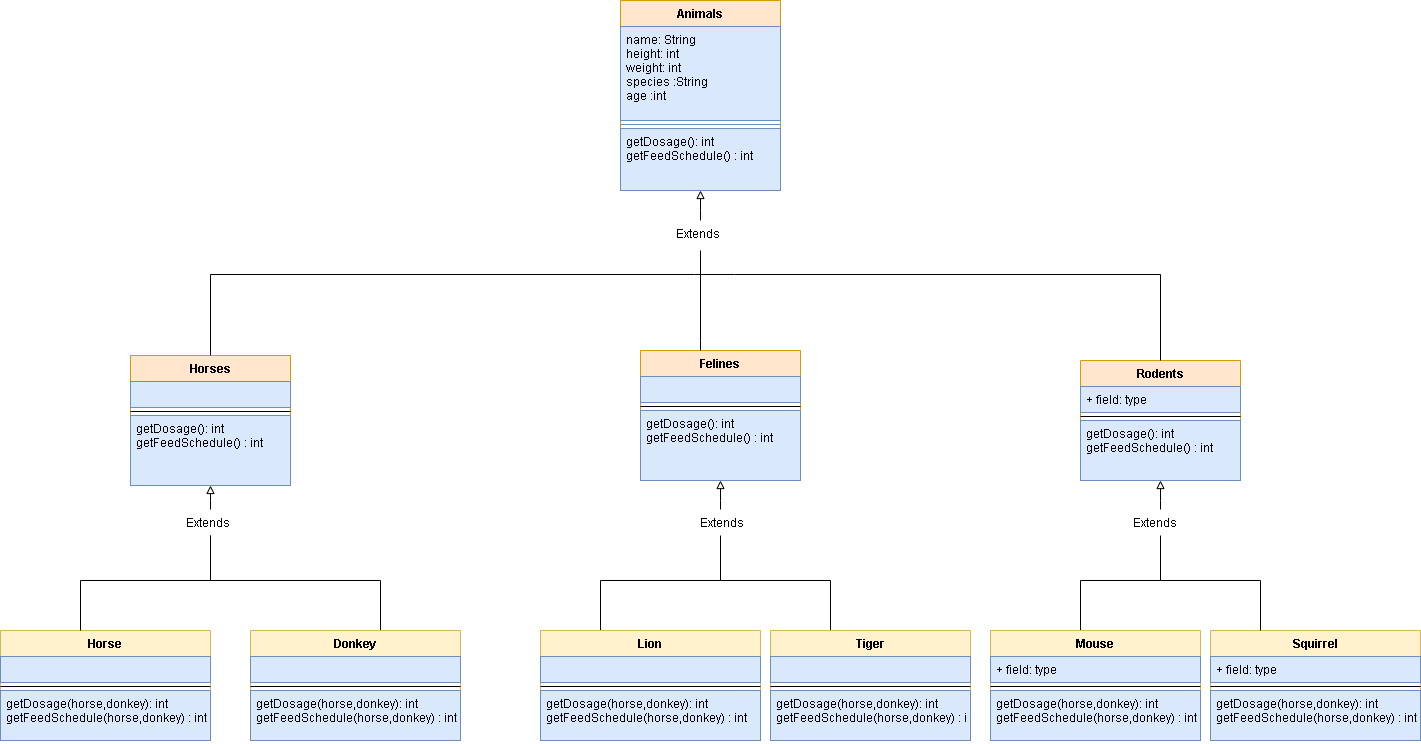 Animals
name: String
height: int
weight: int
species :String
age :int
getDosage(): int
getFeedSchedule() : int
Extends
Horses
getDosage(): int
getFeedSchedule() : int
Felines
getDosage(): int
getFeedSchedule() : int
Rodents
+ field: type
getDosage(): int
getFeedSchedule() : int
Extends
Extends
Extends
Horse
getDosage(horse,donkey): int
getFeedSchedule(horse,donkey) : int
Donkey
getDosage(horse,donkey): int
getFeedSchedule(horse,donkey) : int
Lion
getDosage(horse,donkey): int
getFeedSchedule(horse,donkey) : int
Tiger
getDosage(horse,donkey): int
getFeedSchedule(horse,donkey) : i
Mouse
+ field: type
getDosage(horse,donkey): int
getFeedSchedule(horse,donkey) : int
Squirrel
+ field: type
getDosage(horse,donkey): int
getFeedSchedule(horse,donkey) : int